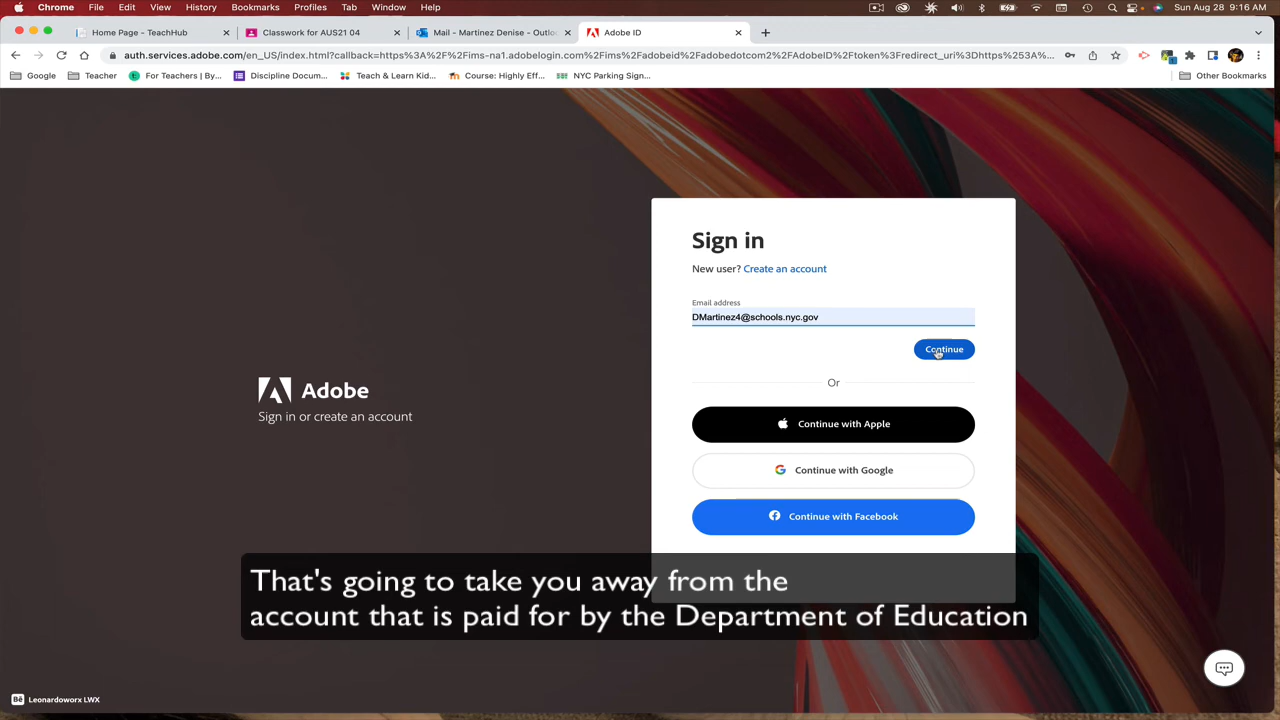 Chrome File Edit View History Bookmarks Profiles Tab Window Help
Sun Aug 28 9:16 AM
Home Page - TeachHub
Classwork for AUS21 04
Mail - Martinez Denise - Outlo
Adobe ID
auth.services.adobe.com/en_US/index.html?callback=https%3A%2F%2Fims-na1.adobelogin.com%2Fims%2Fadobeid%2Fadobedotcom2%2FAdobeID%2Ftoken%3Fredirect_uri%3Dhttps%253A%...
Google Teacher For Teachers | By... Discipline Docum... Teach & Learn Kid... Course: Highly Eff... NYC Parking Sign... Other Bookmarks
Sign in
New user? Create an account
Email address
DMartinez4@schools.nyc.gov
Continue
Or
Adobe
Sign in or create an account
Continue with Apple
Continue with Google
Continue with Facebook
That's going to take you away from the
account that is paid for by the Department of Education
Bē Leonardoworx LWX